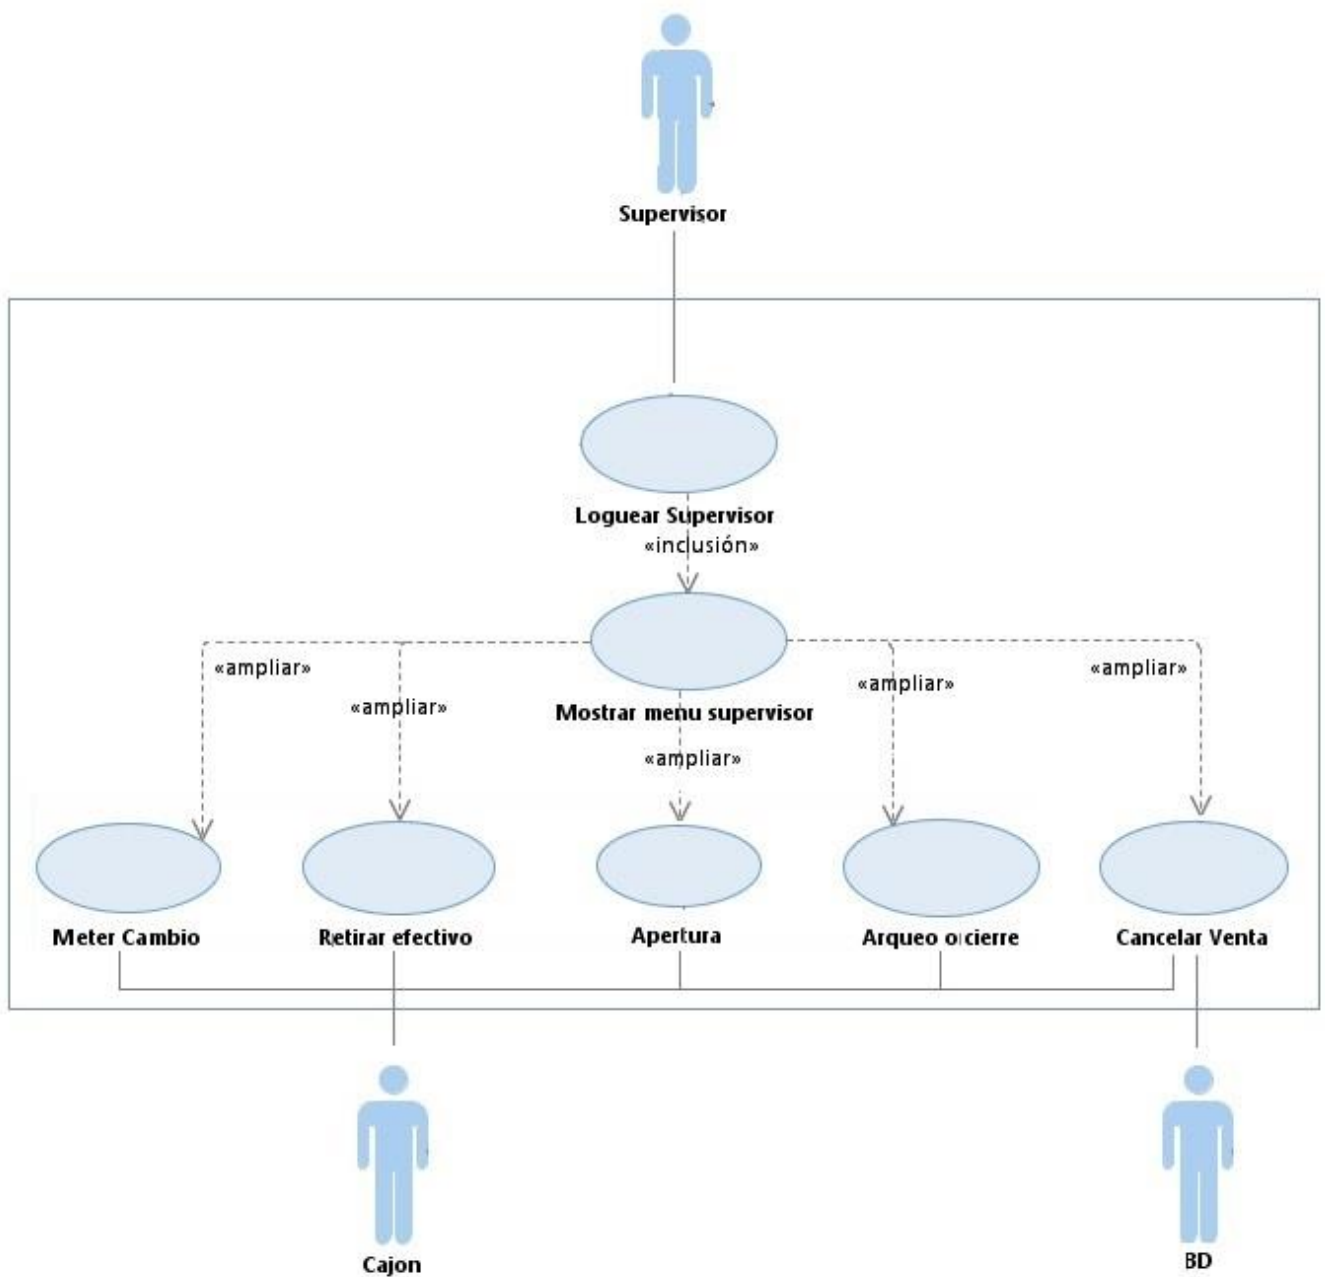 Supervisor
Loguear Supervisor
«inclusión»
«ampliar»
«ampliar»
Mostrar menu supervisor
«ampliar»
«ampliar»
«ampliar»
Meter Cambio
Retirar efectivo
Apertura
Arqueo o cierre
Cancelar Venta
Cajon
BD